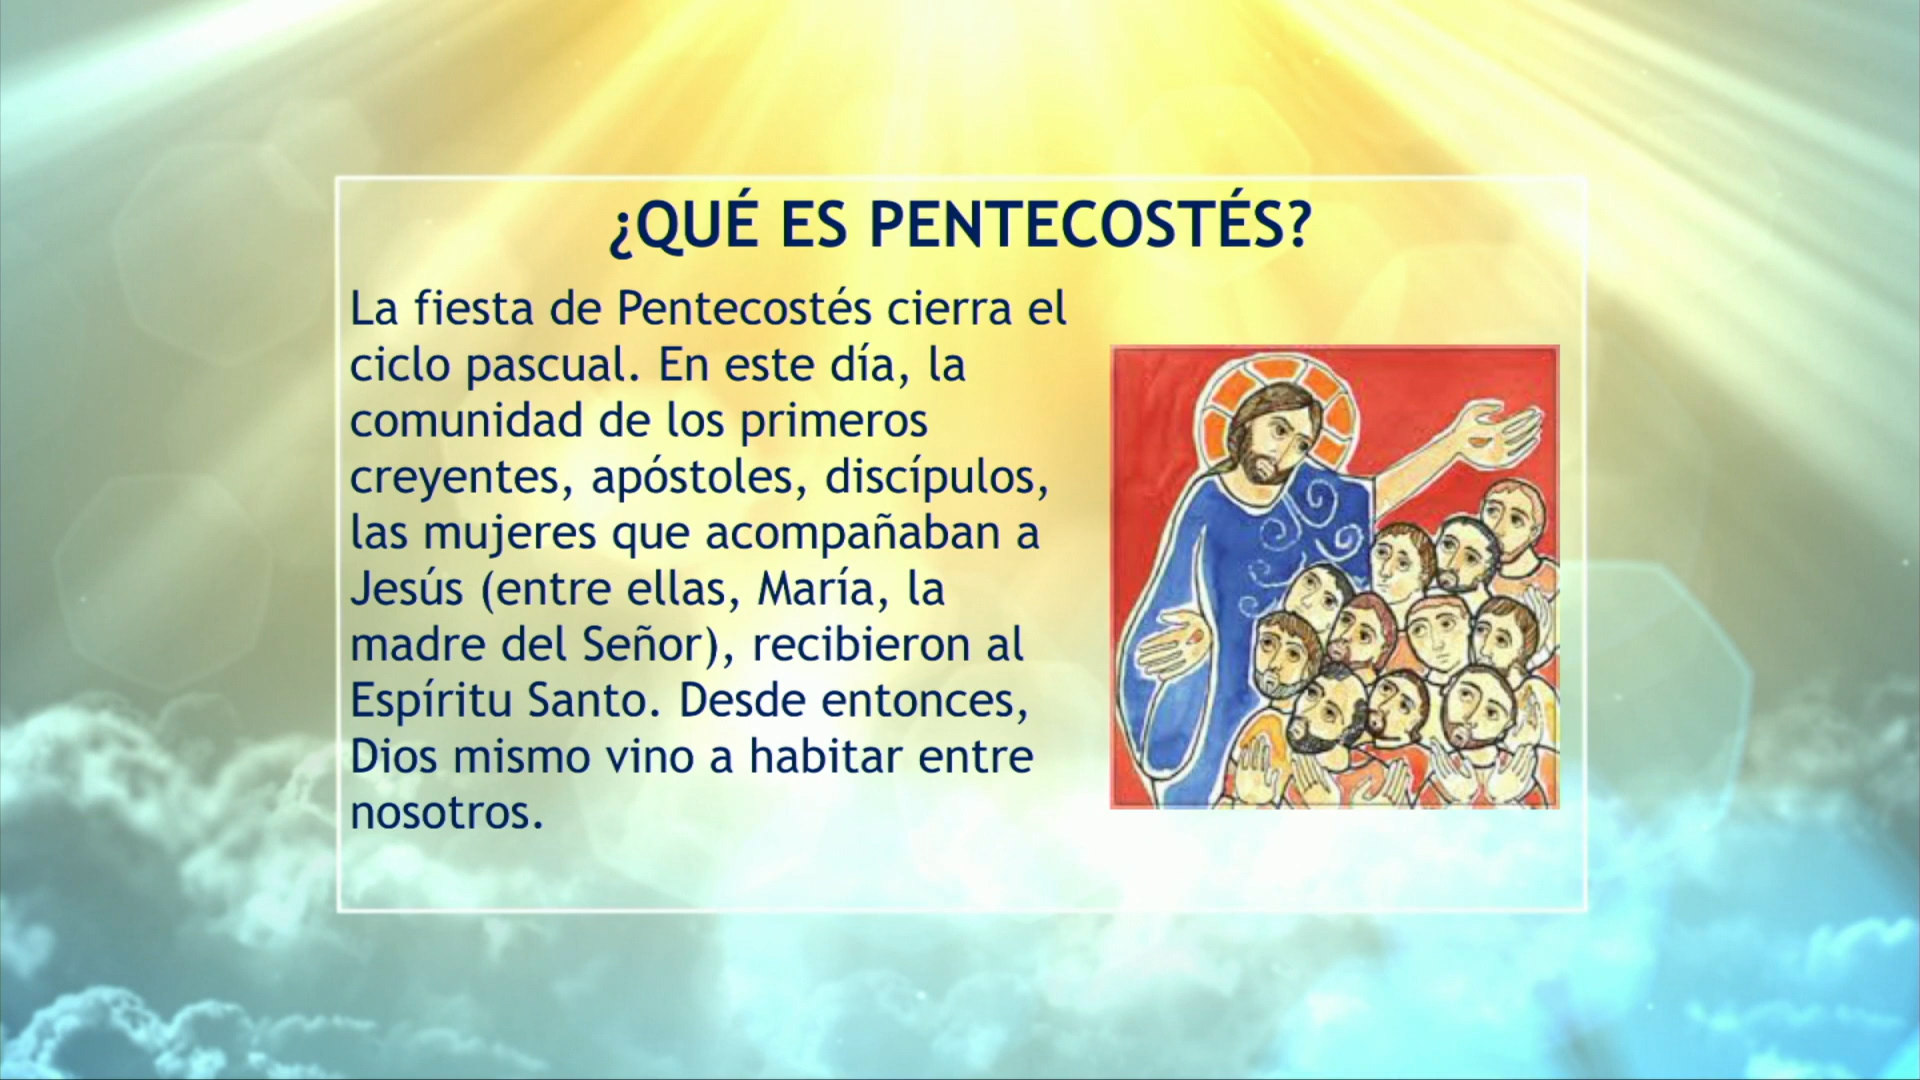 ¿QUÉ ES PENTECOSTÉS?
La fiesta de Pentecostés cierra el
ciclo pascual. En este día, la
comunidad de los primeros
creyentes, apóstoles, discípulos,
las mujeres que acompañaban a
Jesús (entre ellas, María, la
madre del Señor), recibieron al
Espíritu Santo. Desde entonces,
Dios mismo vino a habitar entre
nosotros.